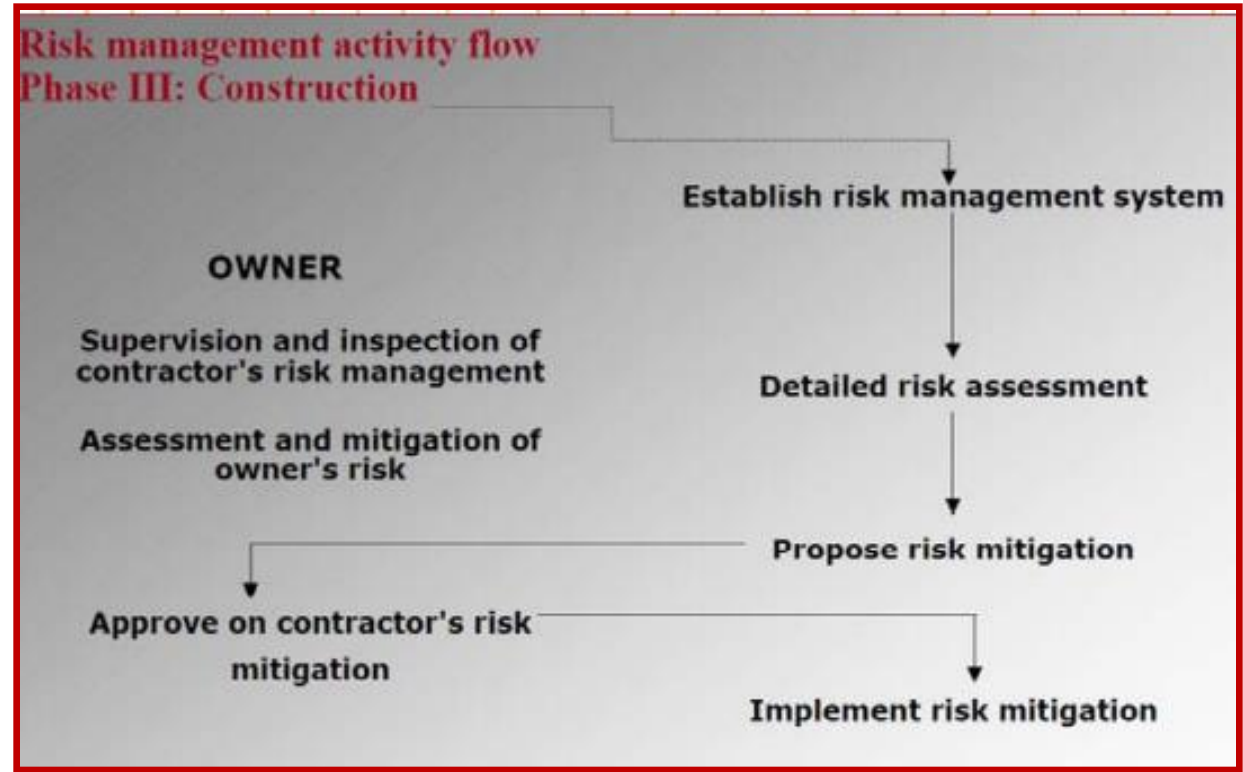 Risk management activity flow
Phase III: Construction
Establish risk management system
OWNER
Supervision and inspection of
contractor's risk management
Detailed risk assessment
Assessment and mitigation of
owner's risk
Propose risk mitigation
Approve on contractor's risk
mitigation
Implement risk mitigation